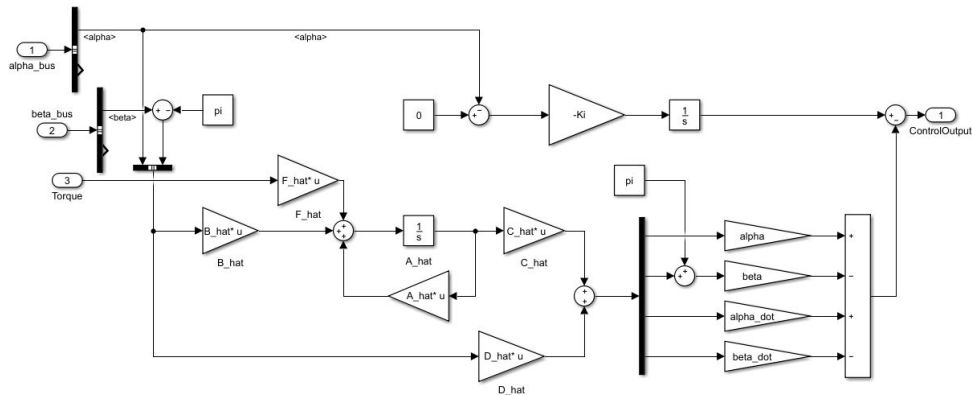 <alpha>
<alpha>
1
alpha_bus
beta_bus
2
<beta>
+
−
pi
0
−
+
-Ki
1
s
+
−
1
ControlOutput
3
Torque
F_hat* u
F_hat
pi
B_hat* u
B_hat
+
+
+
1
s
A_hat
C_hat* u
C_hat
A_hat* u
+
+
+
+
alpha
+
beta
−
alpha_dot
+
beta_dot
−
D_hat* u
D_hat